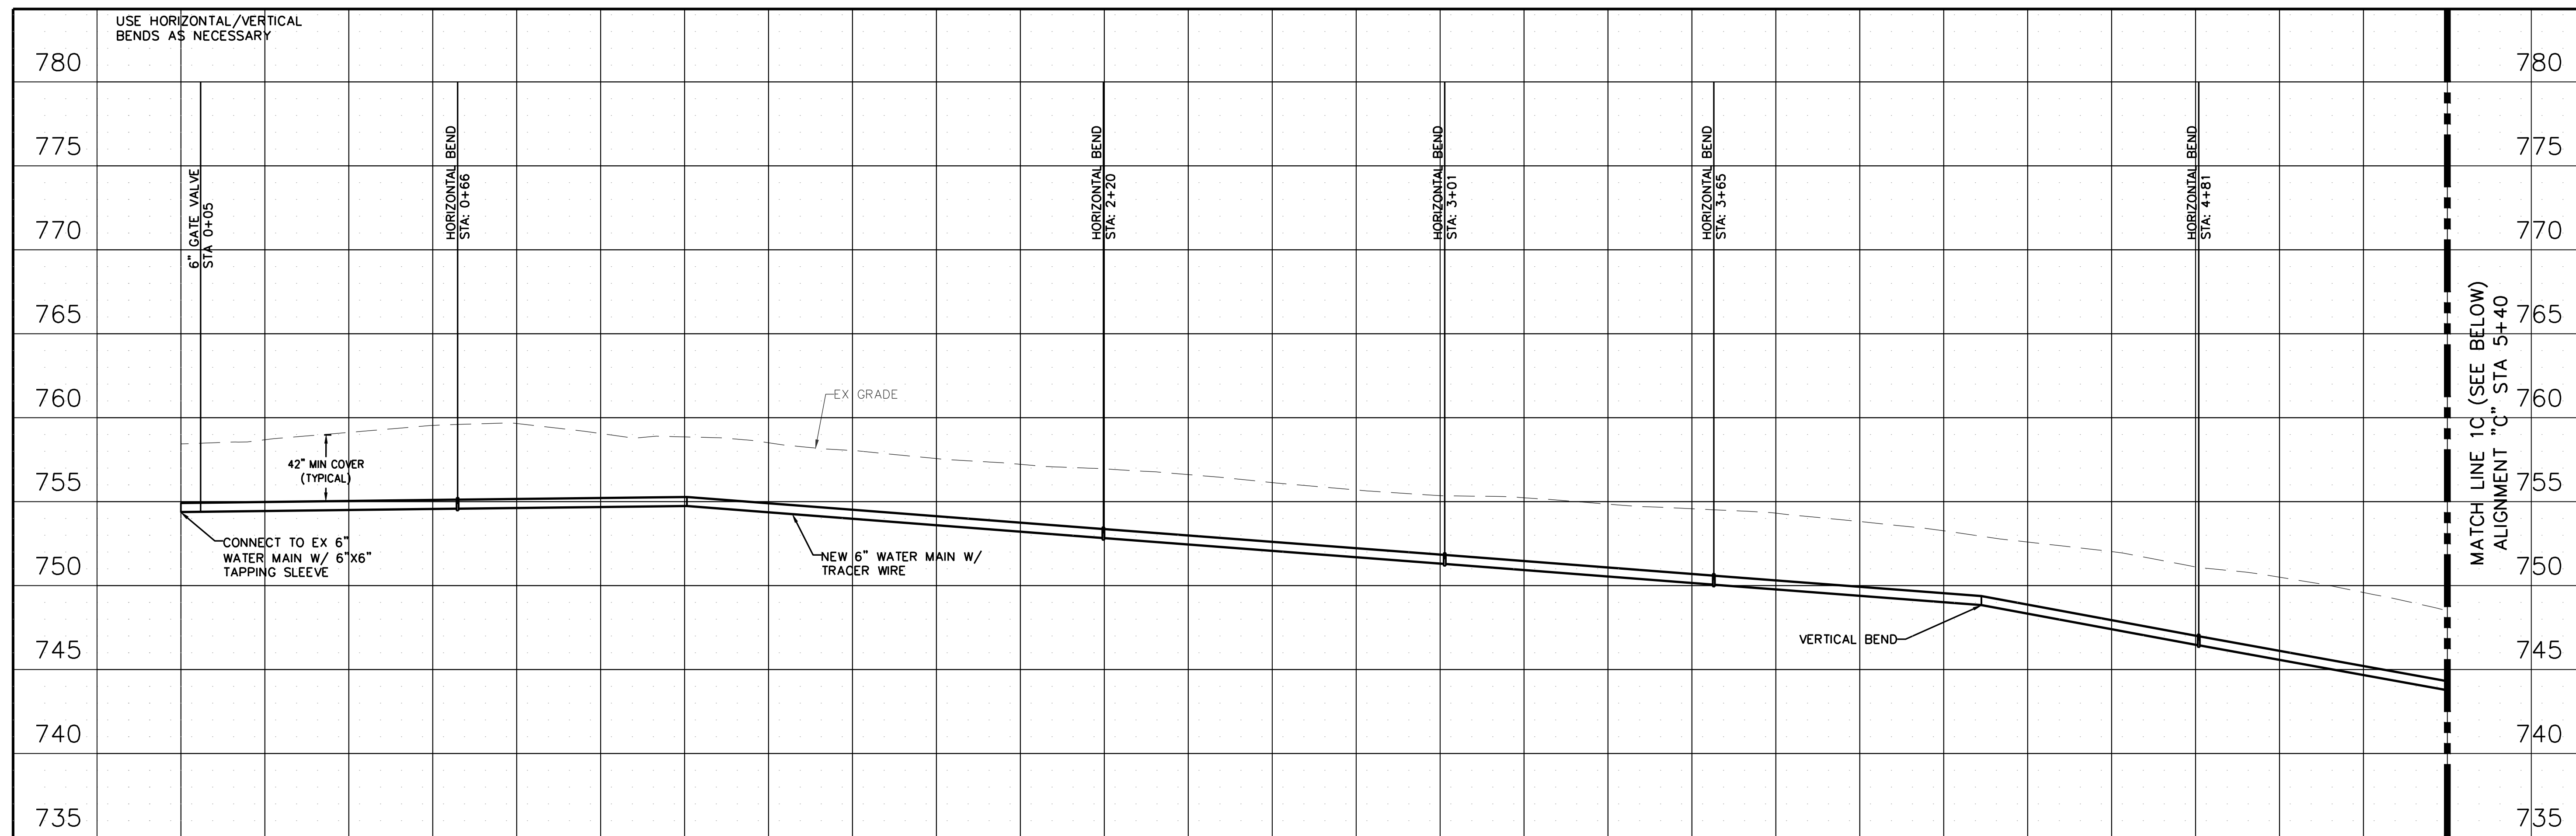 USE HORIZONTAL/VERTICAL
BENDS AS NECESSARY
780
775
770
765
760
755
750
745
740
735
6" GATE VALVE
STA 0+05
HORIZONTAL BEND
STA: 0+66
HORIZONTAL BEND
STA: 2+20
HORIZONTAL BEND
STA: 3+01
HORIZONTAL BEND
STA: 3+65
HORIZONTAL BEND
STA: 4+81
EX GRADE
42" MIN COVER
(TYPICAL)
CONNECT TO EX 6"
WATER MAIN W/ 6"X6"
TAPPING SLEEVE
NEW 6" WATER MAIN W/
TRACER WIRE
VERTICAL BEND
MATCH LINE 1C (SEE BELOW)
ALIGNMENT "C" STA 5+40
780
775
770
765
760
755
750
745
740
735